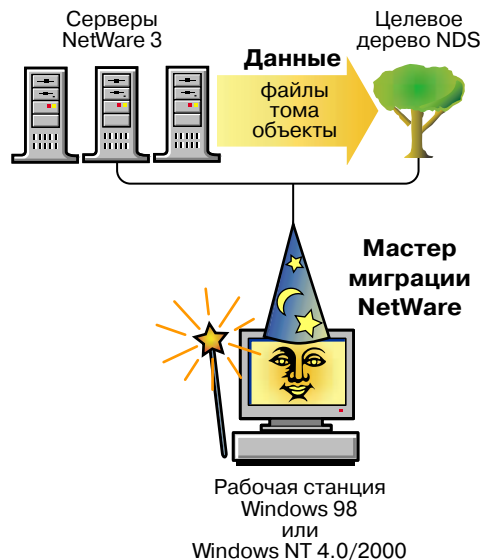 Серверы
NetWare 3
Целевое
дерево NDS
Данные
файлы
тома
объекты
Мастер
миграции
NetWare
Рабочая станция
Windows 98
или
Windows NT 4.0/2000